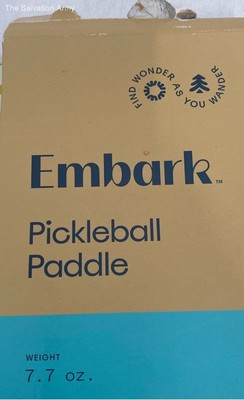 The Salvation Army
FIND WONDER AS YOU WANDER
Embark™
Pickleball
Paddle
WEIGHT
7.7 oz.